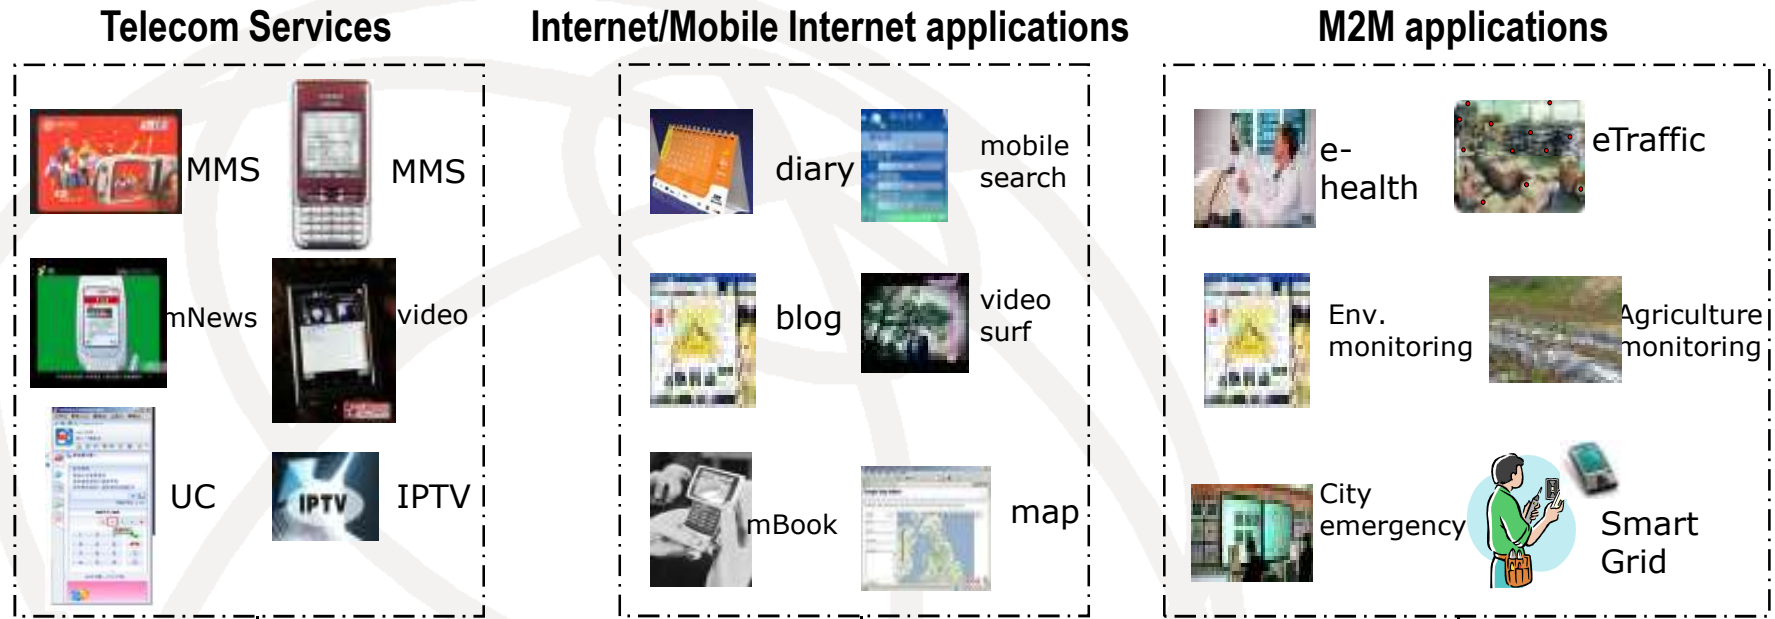 Telecom Services
Internet/Mobile Internet applications
M2M applications
MMS
MMS
mNews
video
UC
IPTV
IPTV
diary
mobile
search
blog
video
surf
mBook
map
e-
health
eTraffic
Env.
monitoring
Agriculture
monitoring
City
emergency
Smart
Grid